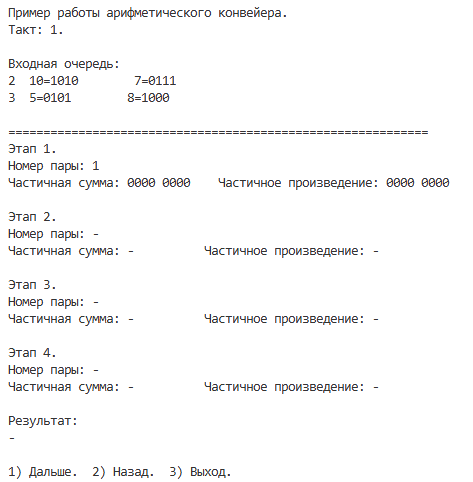 Пример работы арифметического конвейера.
Такт: 1.
Входная очередь:
2  10=1010        7=0111
3  5=0101        8=1000
============================================================
Этап 1.
Номер пары: 1
Частичная сумма: 0000 0000    Частичное произведение: 0000 0000
Этап 2.
Номер пары: -
Частичная сумма: -          Частичное произведение: -
Этап 3.
Номер пары: -
Частичная сумма: -          Частичное произведение: -
Этап 4.
Номер пары: -
Частичная сумма: -          Частичное произведение: -
Результат:
-
1) Дальше.  2) Назад.  3) Выход.